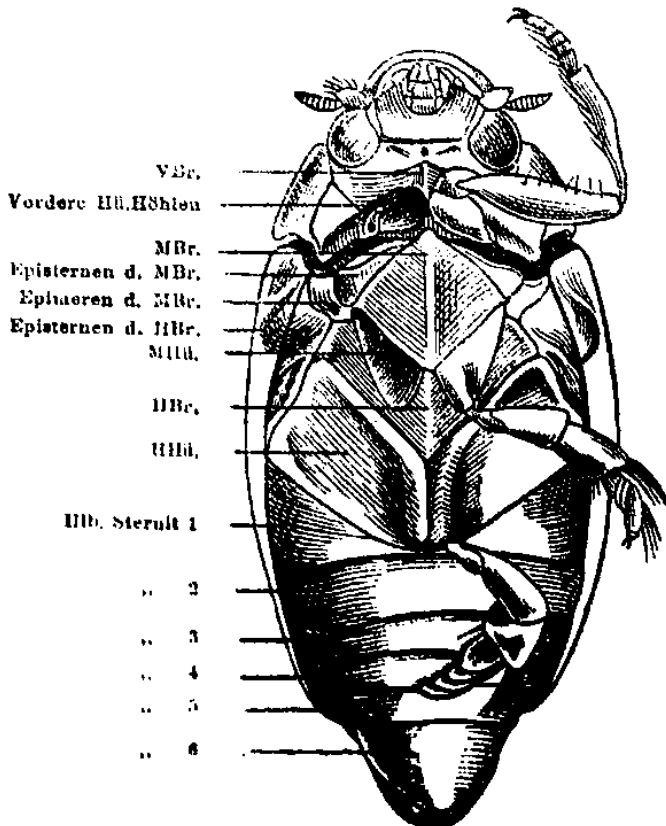 VBr.
Vordere Hü.Höhlen
MBr.
Episternen d. MBr.
Epimeren d. MBr.
Episternen d. HBr.
MHü.
HBr.
HHü.
Hlb. Sternit 1
„ 2
„ 3
„ 4
„ 5
„ 6